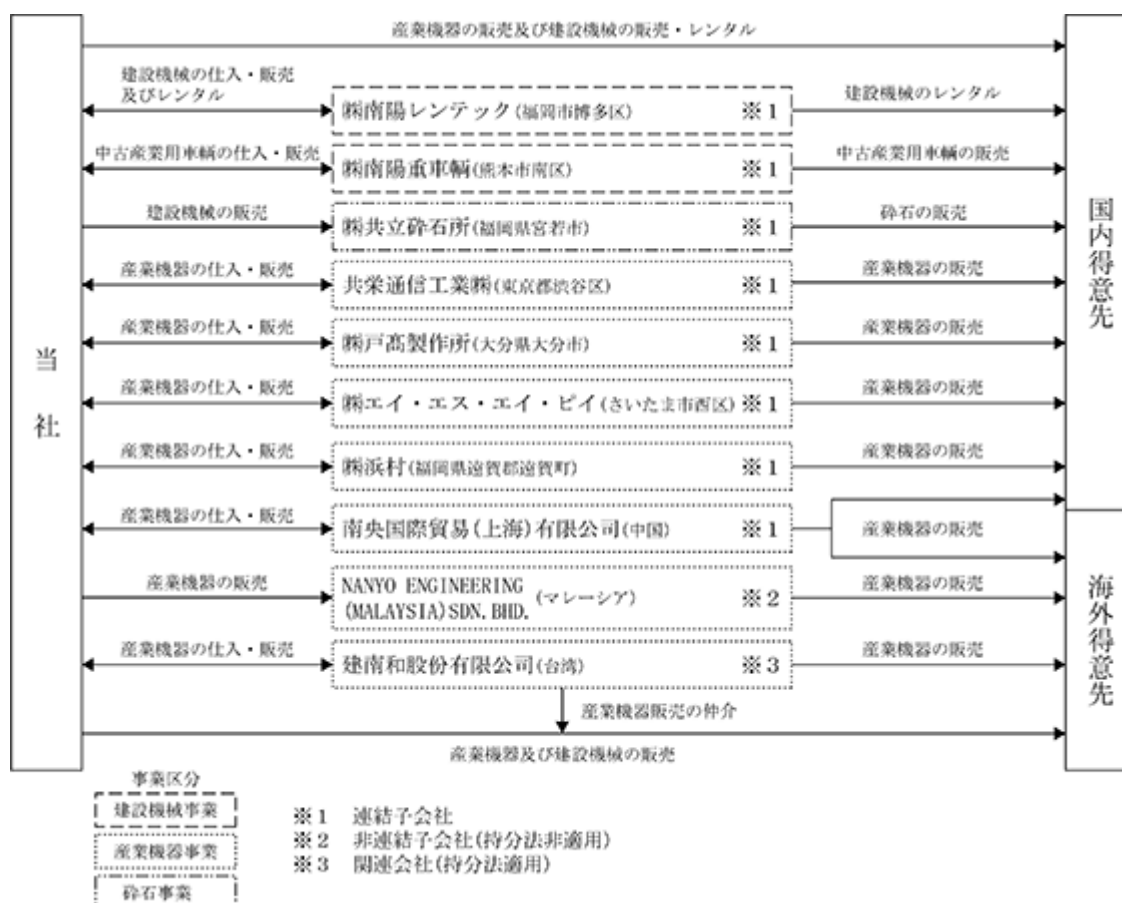 産業機器の販売及び建設機械の販売・レンタル
建設機械の仕入・販売
及びレンタル
㈱南陽レンテック(福岡市博多区) ※1
建設機械のレンタル
中古産業用車輌の仕入・販売
㈱南陽重車輌(熊本市南区) ※1
中古産業用車輌の販売
建設機械の販売
㈱共立砕石所(福岡県宮若市) ※1
砕石の販売
産業機器の仕入・販売
共栄通信工業㈱(東京都渋谷区) ※1
産業機器の販売
産業機器の仕入・販売
㈱戸髙製作所(大分県大分市) ※1
産業機器の販売
産業機器の仕入・販売
㈱エイ・エス・エイ・ピイ(さいたま市西区) ※1
産業機器の販売
産業機器の仕入・販売
㈱浜村(福岡県遠賀郡遠賀町) ※1
産業機器の販売
産業機器の仕入・販売
南央国際貿易(上海)有限公司(中国) ※1
産業機器の販売
産業機器の販売
NANYO ENGINEERING
(MALAYSIA)SDN.BHD. (マレーシア) ※2
産業機器の販売
産業機器の仕入・販売
建南和股份有限公司(台湾) ※3
産業機器の販売
産業機器販売の仲介
産業機器及び建設機械の販売
当社
国内得意先
海外得意先
事業区分
建設機械事業
産業機器事業
砕石事業
※1 連結子会社
※2 非連結子会社(持分法非適用)
※3 関連会社(持分法適用)